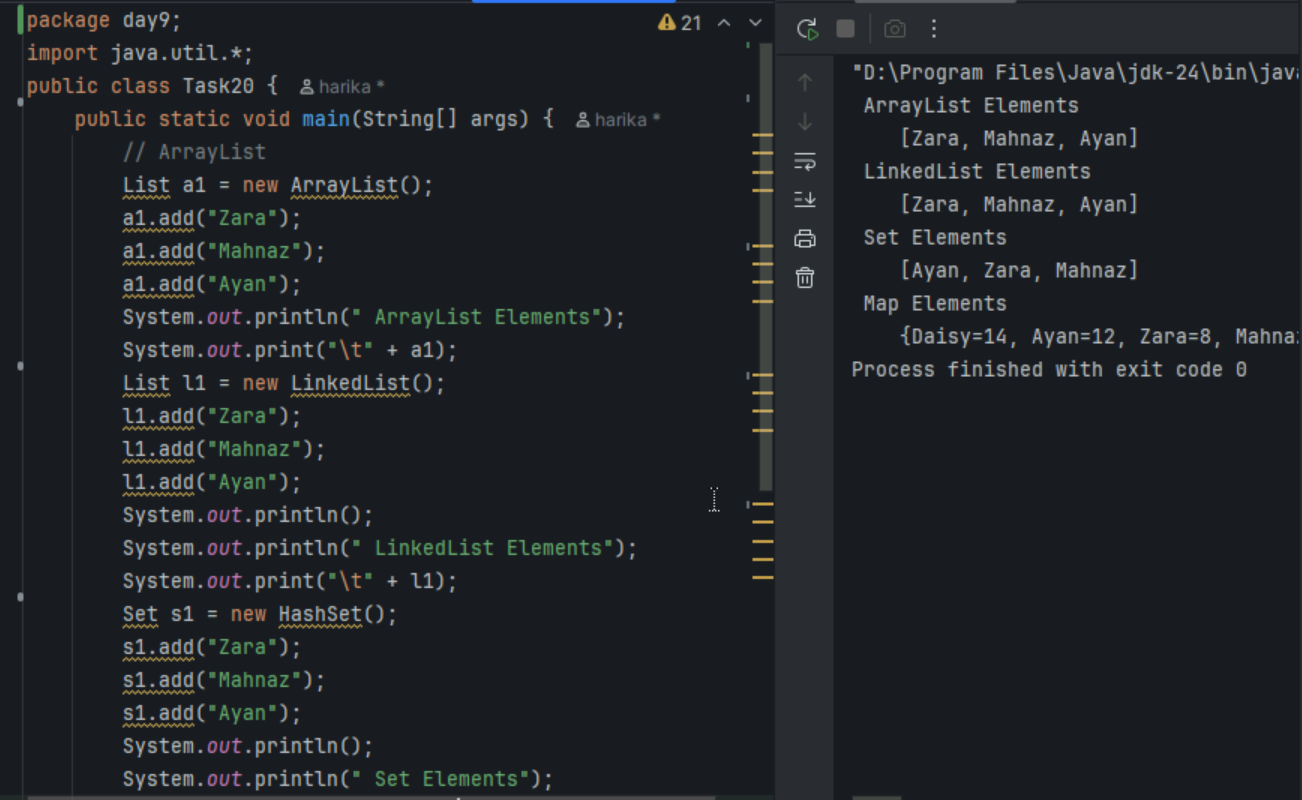 package day9;
import java.util.*;
public class Task20 { harika *
public static void main(String[] args) { harika *
// ArrayList
List a1 = new ArrayList();
a1.add("Zara");
a1.add("Mahnaz");
a1.add("Ayan");
System.out.println(" ArrayList Elements");
System.out.print("\t" + a1);
List l1 = new LinkedList();
l1.add("Zara");
l1.add("Mahnaz");
l1.add("Ayan");
System.out.println();
System.out.println(" LinkedList Elements");
System.out.print("\t" + l1);
Set s1 = new HashSet();
s1.add("Zara");
s1.add("Mahnaz");
s1.add("Ayan");
System.out.println();
System.out.println(" Set Elements");
21
"D:\Program Files\Java\jdk-24\bin\java
ArrayList Elements
[Zara, Mahnaz, Ayan]
LinkedList Elements
[Zara, Mahnaz, Ayan]
Set Elements
[Ayan, Zara, Mahnaz]
Map Elements
{Daisy=14, Ayan=12, Zara=8, Mahna
Process finished with exit code 0